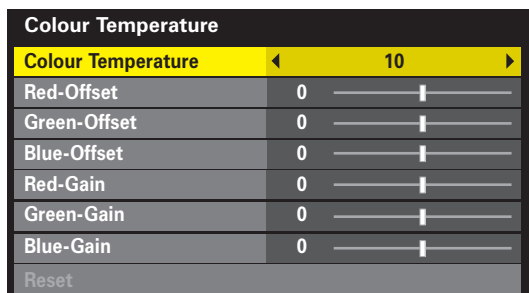 Colour Temperature
Colour Temperature 10
Red-Offset 0
Green-Offset 0
Blue-Offset 0
Red-Gain 0
Green-Gain 0
Blue-Gain 0
Reset